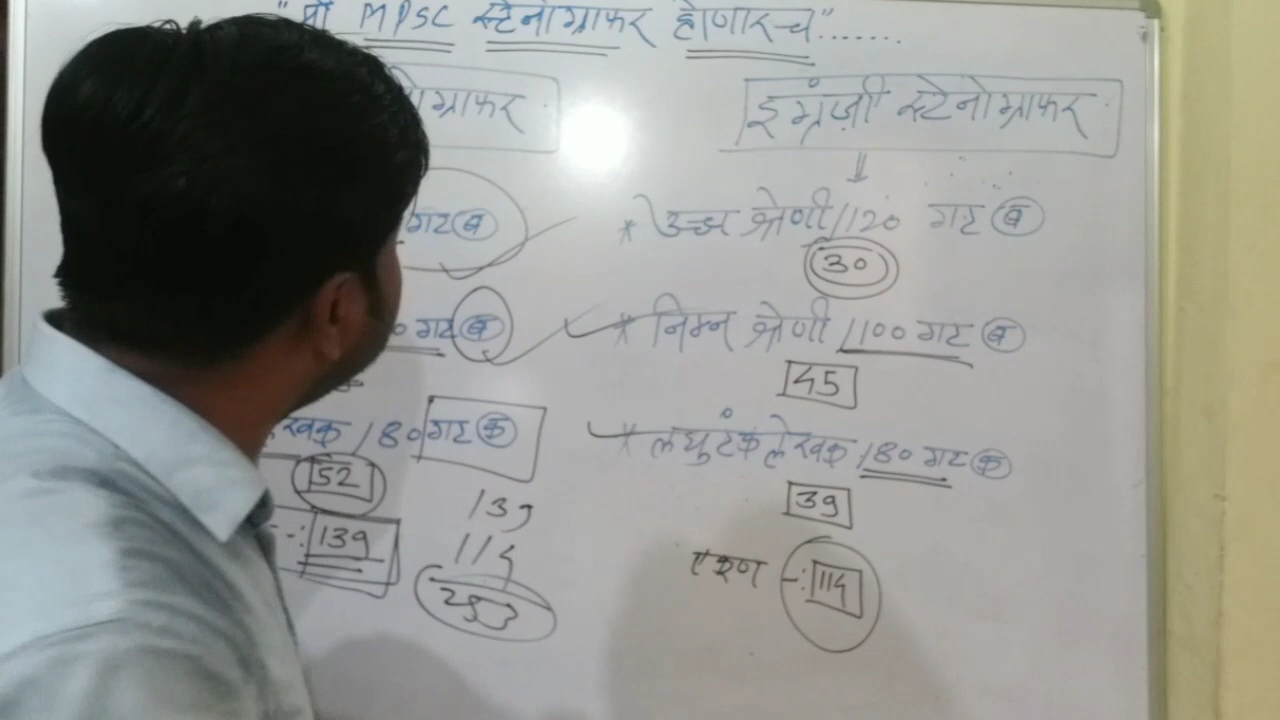 MPSC स्टेनोग्राफर होणारच".......
ोग्राफर
गट (ब)
0 गट (ब)
लेखक /80 गट (क)
52
-: 139
139
114
253
इंग्रज़ी स्टेनोग्राफर
* उच्च श्रेणी/120 गट (ब)
30
* निम्न श्रेणी /100 गट (ब)
45
* लघुटंकलेखक /80 गट (क)
39
एकूण -: 114